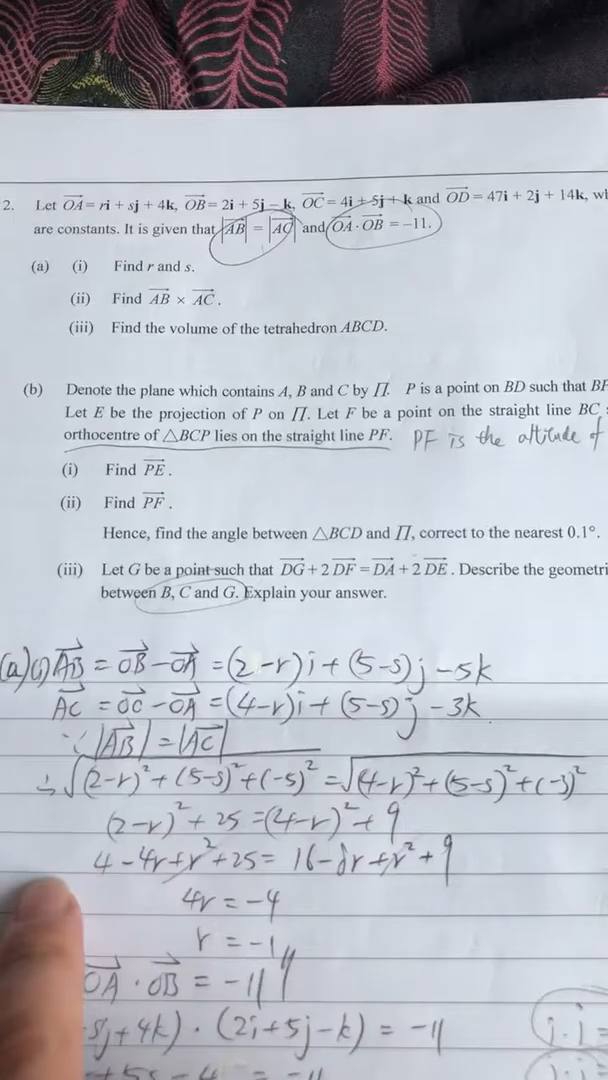 2. Let OA = ri + sj + 4k, OB = 2i + 5j − k, OC = 4i + 5j + k and OD = 47i + 2j + 14k,
are constants. It is given that |AB| = |AC| and OA · OB = −11.
(a) (i) Find r and s.
(ii) Find AB × AC.
(iii) Find the volume of the tetrahedron ABCD.
(b) Denote the plane which contains A, B and C by Π. P is a point on BD such that
Let E be the projection of P on Π. Let F be a point on the straight line BC
orthocentre of △BCP lies on the straight line PF. PF is the altitude of
(i) Find PE.
(ii) Find PF.
Hence, find the angle between △BCD and Π, correct to the nearest 0.1°.
(iii) Let G be a point such that DG + 2 DF = DA + 2 DE. Describe the
between B, C and G. Explain your answer.
(a)(i) AB = OB − OA = (2−r)i + (5−s)j − 5k
AC = OC − OA = (4−r)i + (5−s)j − 3k
∵ |AB| = |AC|
∴ √(2−r)² + (5−s)² + (−5)² = √(4−r)² + (5−s)² + (−3)²
(2−r)² + 25 = (4−r)² + 9
4 − 4r + r² + 25 = 16 − 8r + r² + 9
4r = −4
r = −1
OA · OB = −11
sj + 4k) · (2i + 5j − k) = −11
j · j =
+ 5s − 4 = −11